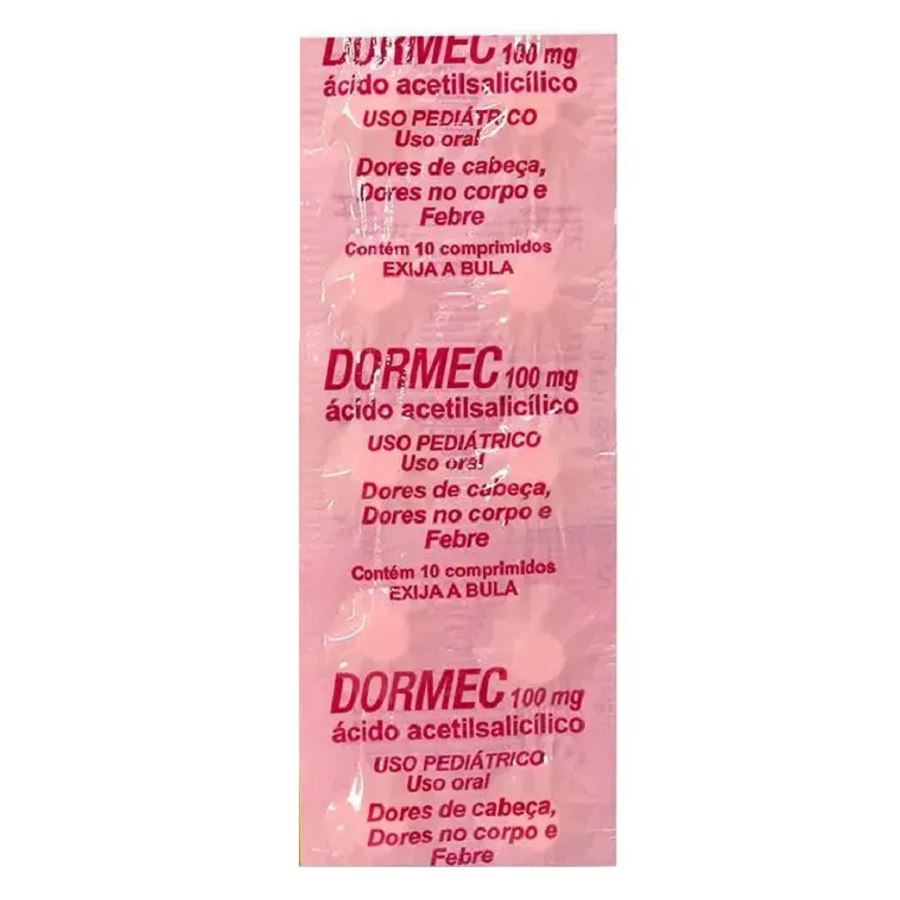 DORMEC 100 mg
ácido acetilsalicílico
USO PEDIÁTRICO
Uso oral
Dores de cabeça,
Dores no corpo e
Febre
Contém 10 comprimidos
EXIJA A BULA
DORMEC 100 mg
ácido acetilsalicílico
USO PEDIÁTRICO
Uso oral
Dores de cabeça,
Dores no corpo e
Febre
Contém 10 comprimidos
EXIJA A BULA
DORMEC 100 mg
ácido acetilsalicílico
USO PEDIÁTRICO
Uso oral
Dores de cabeça,
Dores no corpo e
Febre